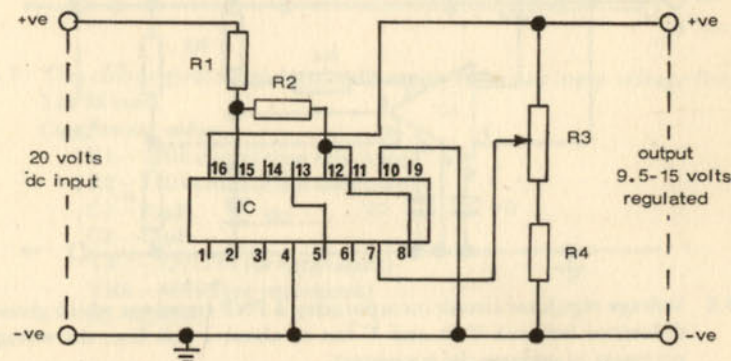 +ve
+ve
R1
R2
R3
20 volts
dc input
16 15 14 13 12 11 10 9
IC
1 2 3 4 5 6 7 8
output
9.5-15 volts
regulated
R4
-ve
-ve